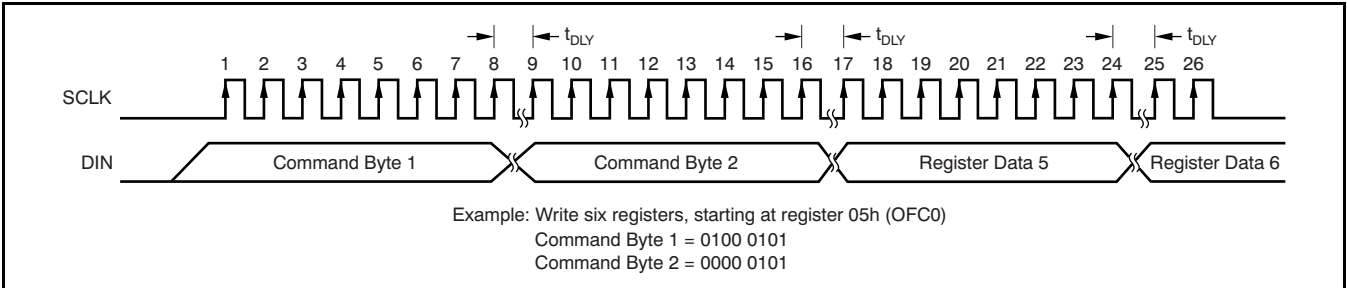 t_DLY t_DLY t_DLY
1 2 3 4 5 6 7 8 9 10 11 12 13 14 15 16 17 18 19 20 21 22 23 24 25 26
SCLK
DIN Command Byte 1 Command Byte 2 Register Data 5 Register Data 6
Example: Write six registers, starting at register 05h (OFC0)
Command Byte 1 = 0100 0101
Command Byte 2 = 0000 0101